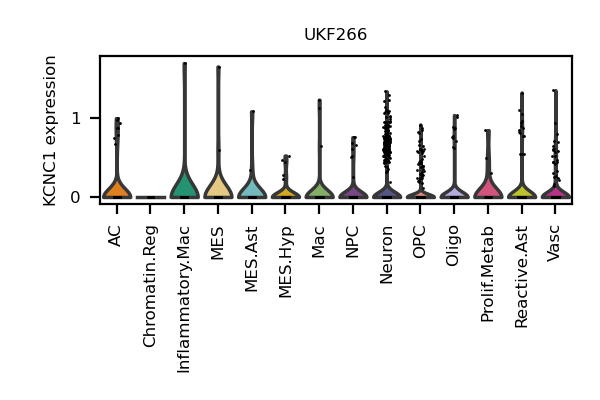 UKF266
KCNC1 expression
1
0
AC
Chromatin.Reg
Inflammatory.Mac
MES
MES.Ast
MES.Hyp
Mac
NPC
Neuron
OPC
Oligo
Prolif.Metab
Reactive.Ast
Vasc